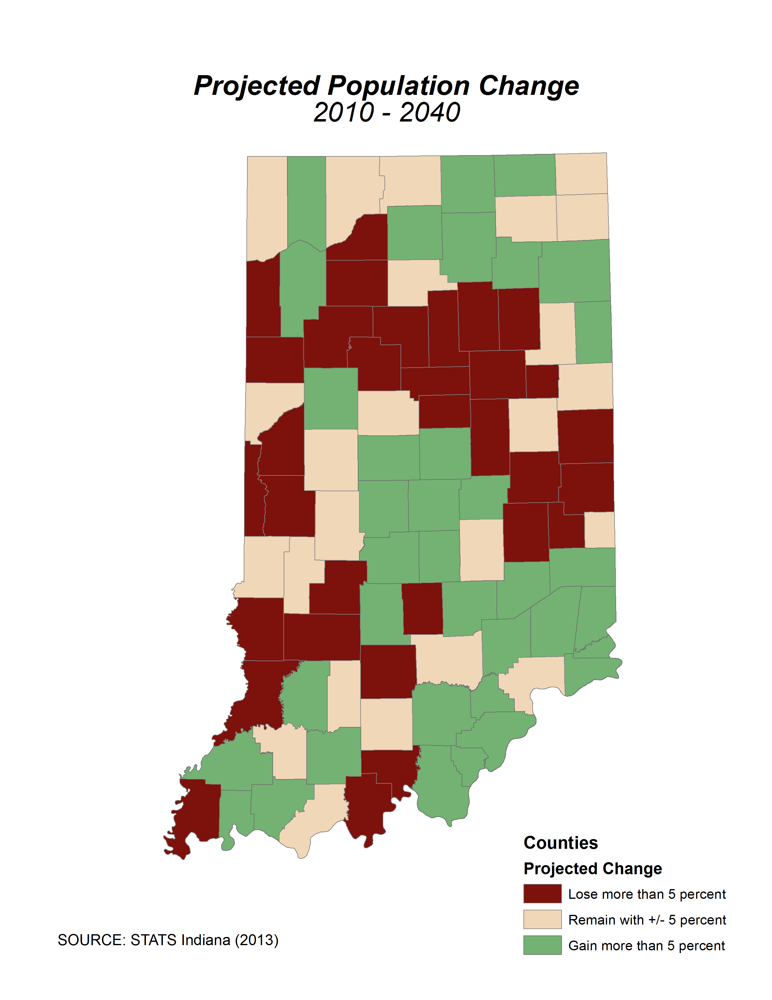 Projected Population Change
2010 - 2040
Counties
Projected Change
Lose more than 5 percent
Remain with +/- 5 percent
Gain more than 5 percent
SOURCE: STATS Indiana (2013)